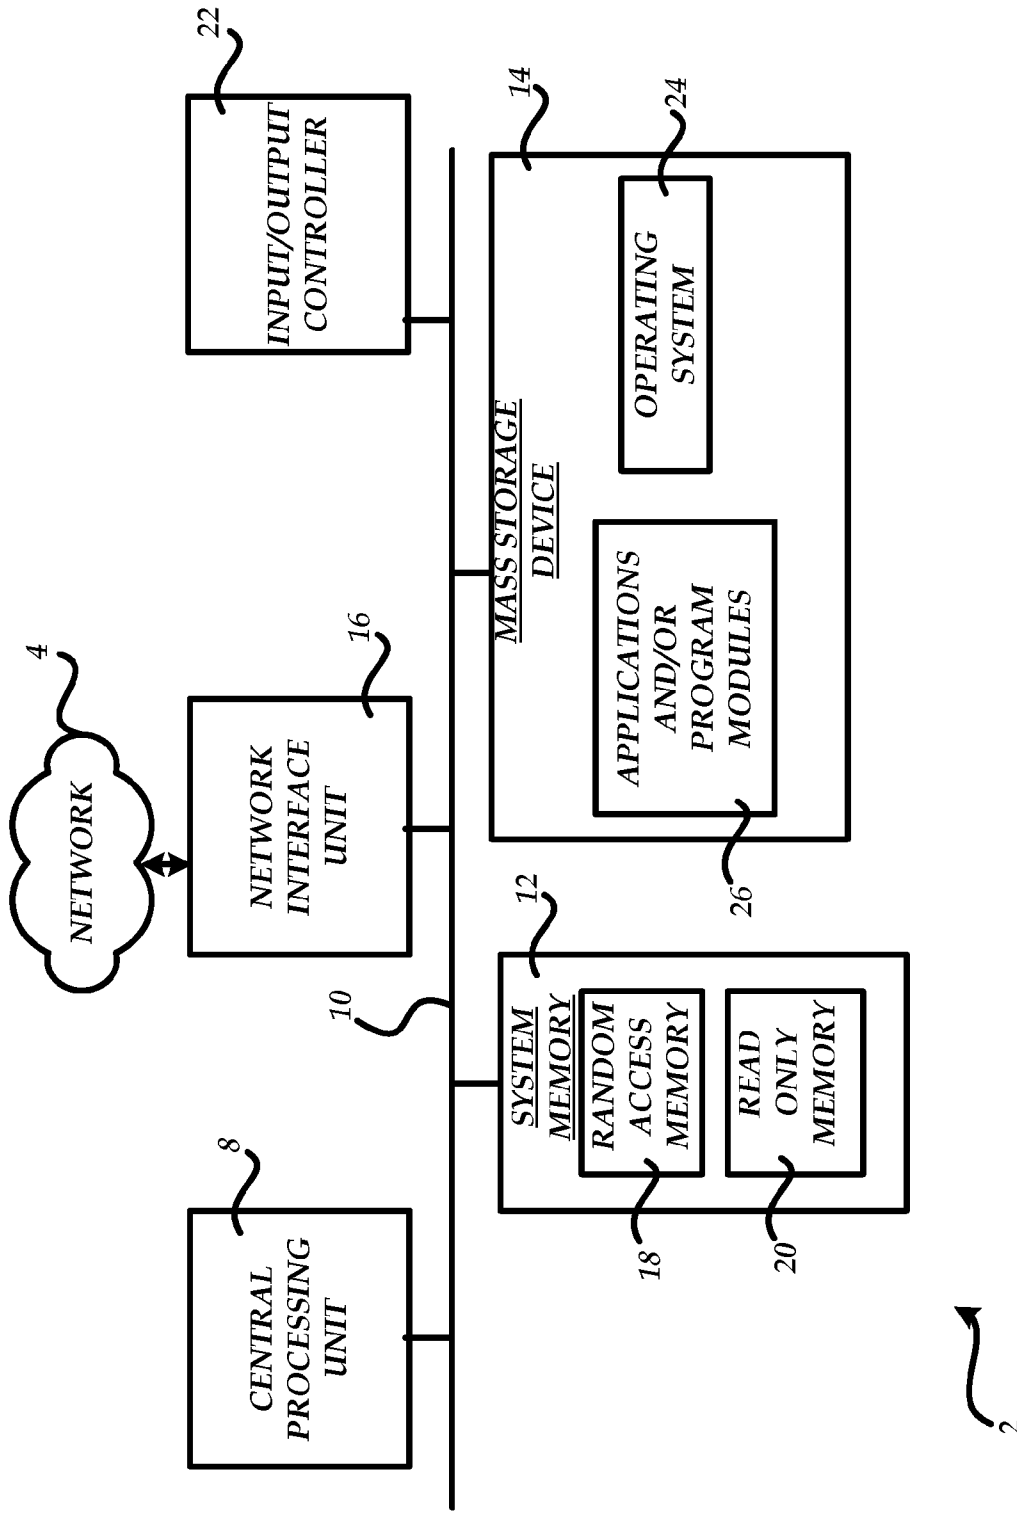 4
NETWORK
8
CENTRAL
PROCESSING
UNIT
10
NETWORK
INTERFACE
UNIT
16
22
INPUT/OUTPUT
CONTROLLER
12
SYSTEM
MEMORY
RANDOM
ACCESS
MEMORY
18
READ
ONLY
MEMORY
20
14
MASS STORAGE
DEVICE
APPLICATIONS
AND/OR
PROGRAM
MODULES
26
OPERATING
SYSTEM
24
2